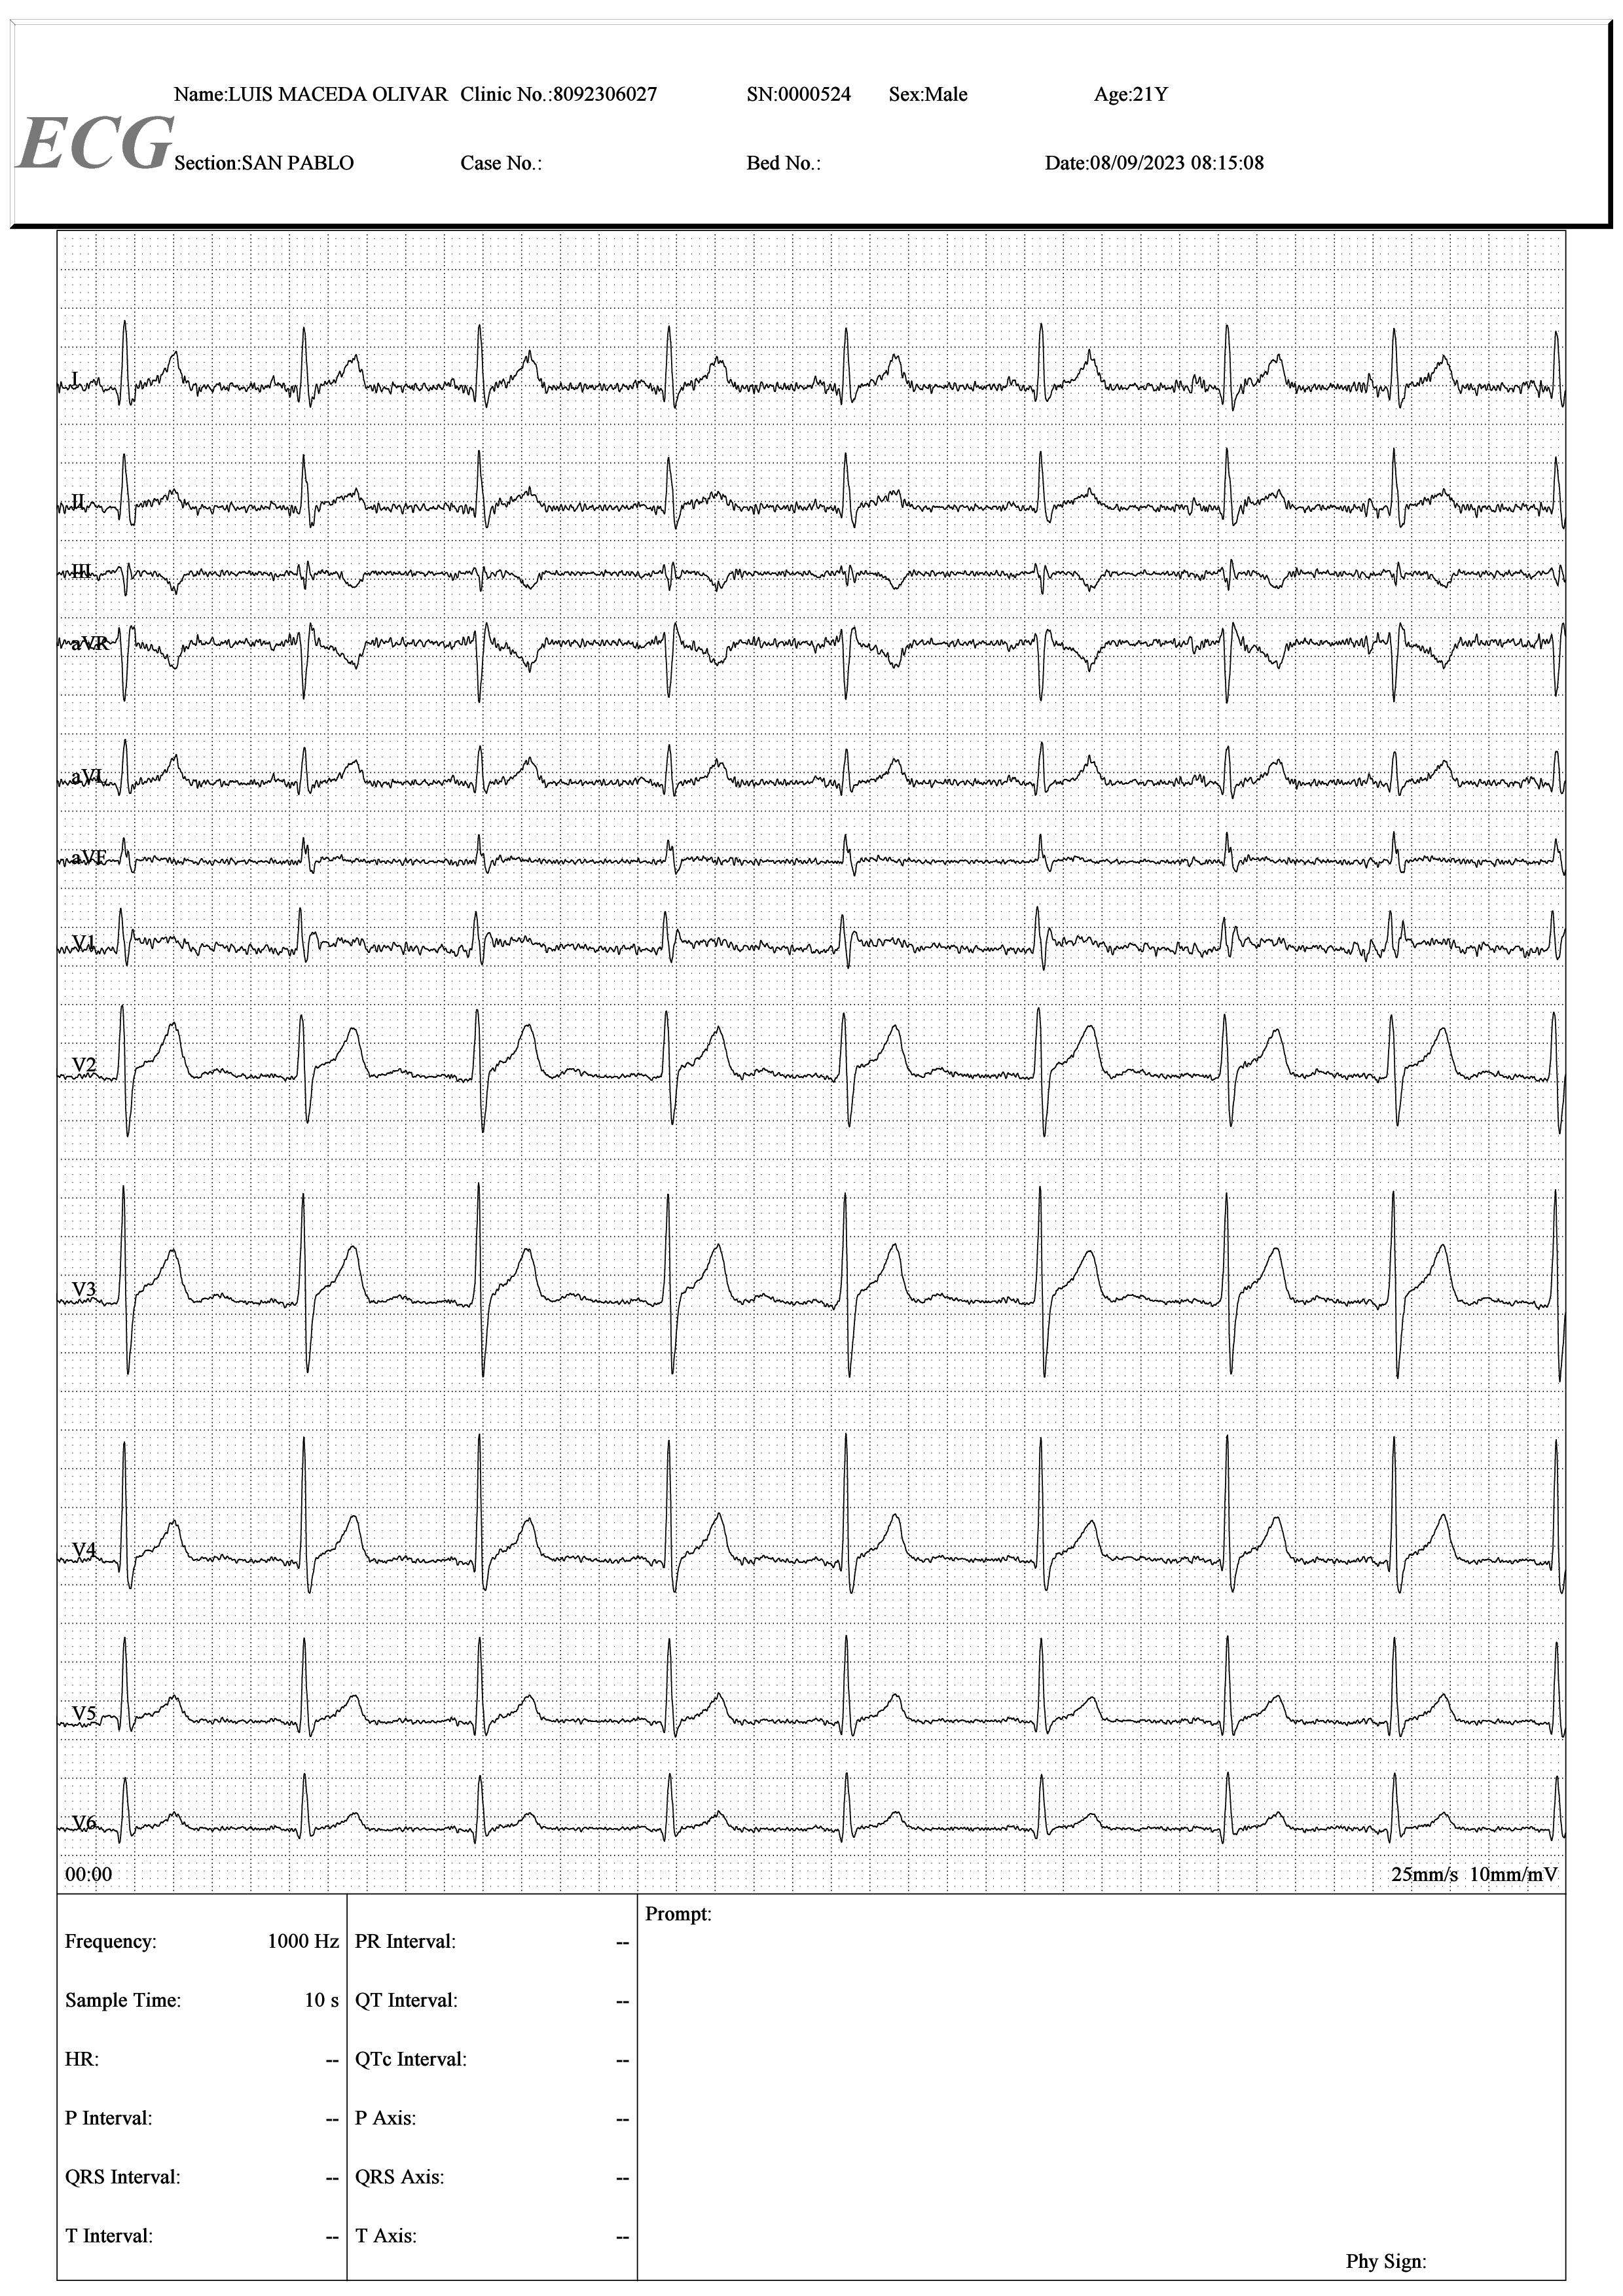 ECG
Name:LUIS MACEDA OLIVAR Clinic No.:8092306027 SN:0000524 Sex:Male Age:21Y
Section:SAN PABLO Case No.: Bed No.: Date:08/09/2023 08:15:08
I
II
III
aVR
aVL
aVF
V1
V2
V3
V4
V5
V6
00:00 25mm/s 10mm/mV
Frequency: 1000 Hz PR Interval: -- Prompt:
Sample Time: 10 s QT Interval: --
HR: -- QTc Interval: --
P Interval: -- P Axis: --
QRS Interval: -- QRS Axis: --
T Interval: -- T Axis: --
Phy Sign: